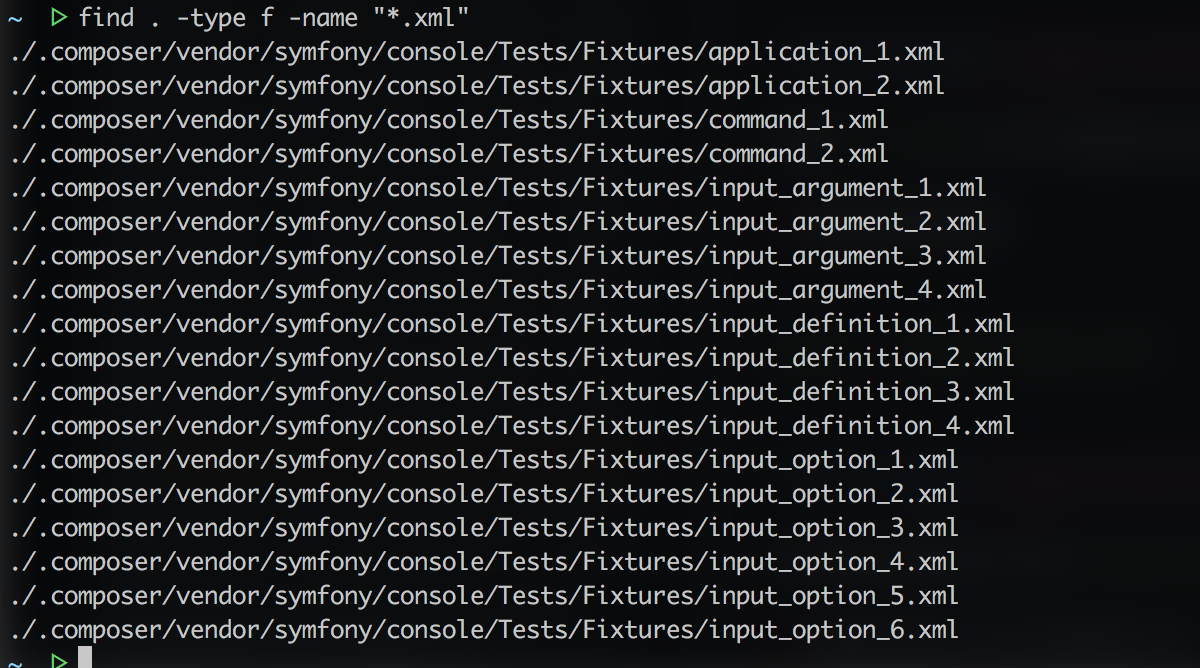 ~ ▷ find . -type f -name "*.xml"
./.composer/vendor/symfony/console/Tests/Fixtures/application_1.xml
./.composer/vendor/symfony/console/Tests/Fixtures/application_2.xml
./.composer/vendor/symfony/console/Tests/Fixtures/command_1.xml
./.composer/vendor/symfony/console/Tests/Fixtures/command_2.xml
./.composer/vendor/symfony/console/Tests/Fixtures/input_argument_1.xml
./.composer/vendor/symfony/console/Tests/Fixtures/input_argument_2.xml
./.composer/vendor/symfony/console/Tests/Fixtures/input_argument_3.xml
./.composer/vendor/symfony/console/Tests/Fixtures/input_argument_4.xml
./.composer/vendor/symfony/console/Tests/Fixtures/input_definition_1.xml
./.composer/vendor/symfony/console/Tests/Fixtures/input_definition_2.xml
./.composer/vendor/symfony/console/Tests/Fixtures/input_definition_3.xml
./.composer/vendor/symfony/console/Tests/Fixtures/input_definition_4.xml
./.composer/vendor/symfony/console/Tests/Fixtures/input_option_1.xml
./.composer/vendor/symfony/console/Tests/Fixtures/input_option_2.xml
./.composer/vendor/symfony/console/Tests/Fixtures/input_option_3.xml
./.composer/vendor/symfony/console/Tests/Fixtures/input_option_4.xml
./.composer/vendor/symfony/console/Tests/Fixtures/input_option_5.xml
./.composer/vendor/symfony/console/Tests/Fixtures/input_option_6.xml
~ ▷